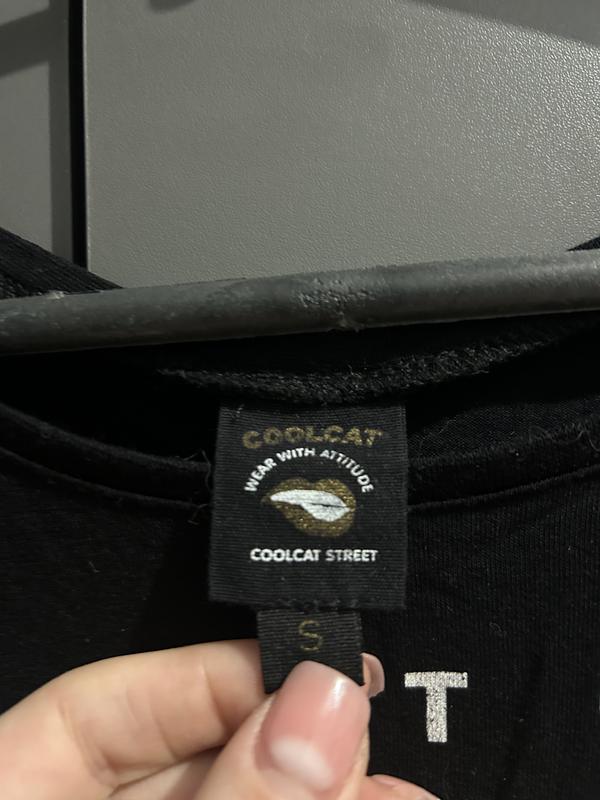 COOLCAT
WEAR WITH ATTITUDE
COOLCAT STREET
S
T